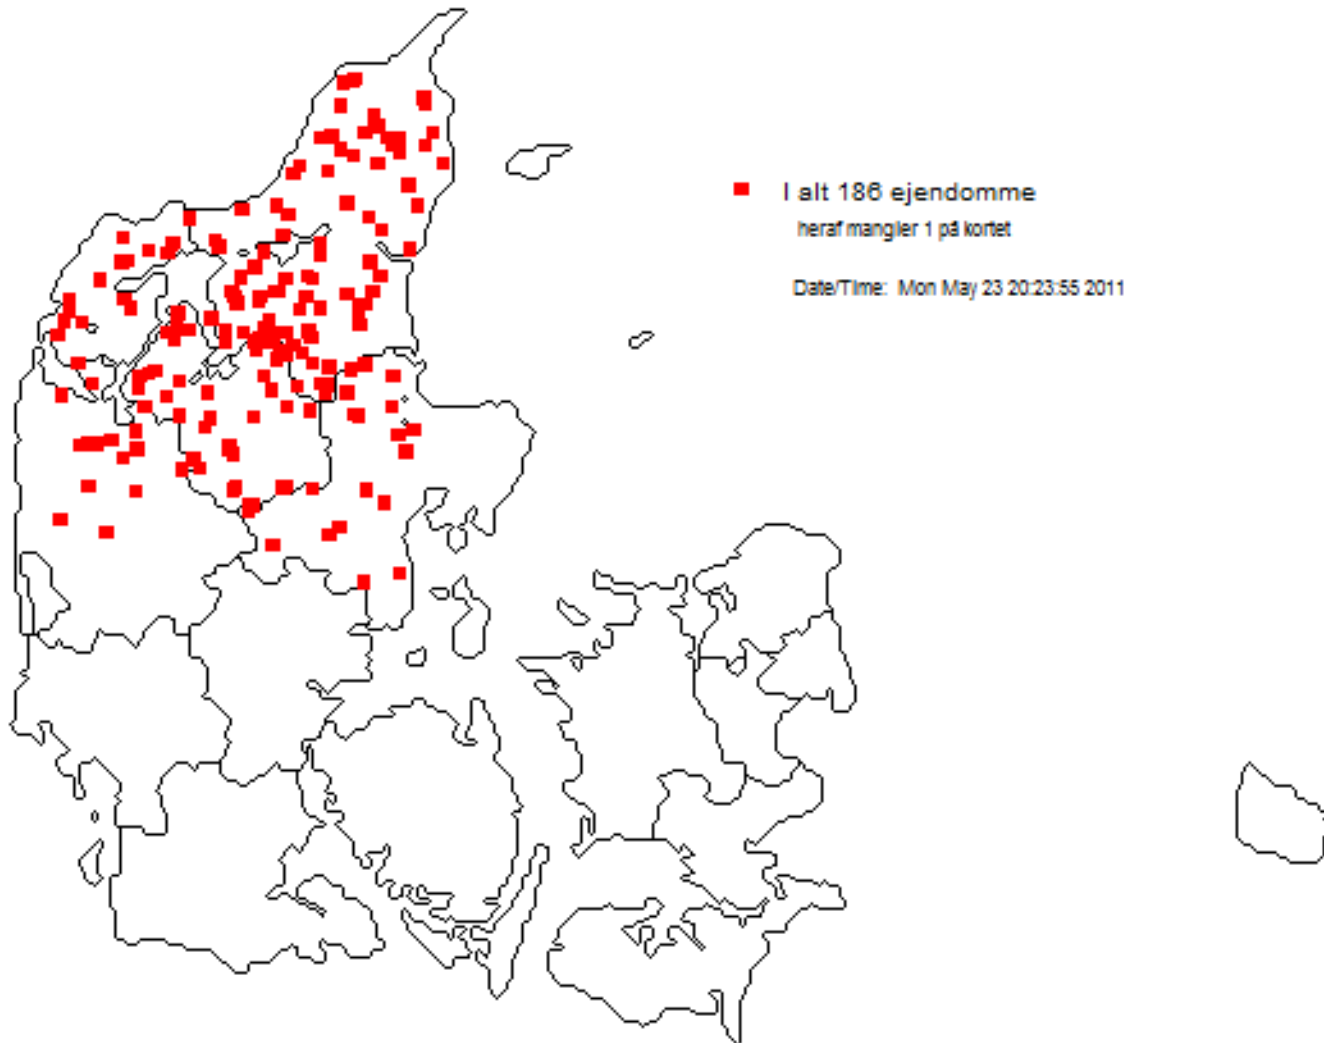 I alt 186 ejendomme
heraf mangler 1 på kortet
Date/Time: Mon May 23 20:23:55 2011